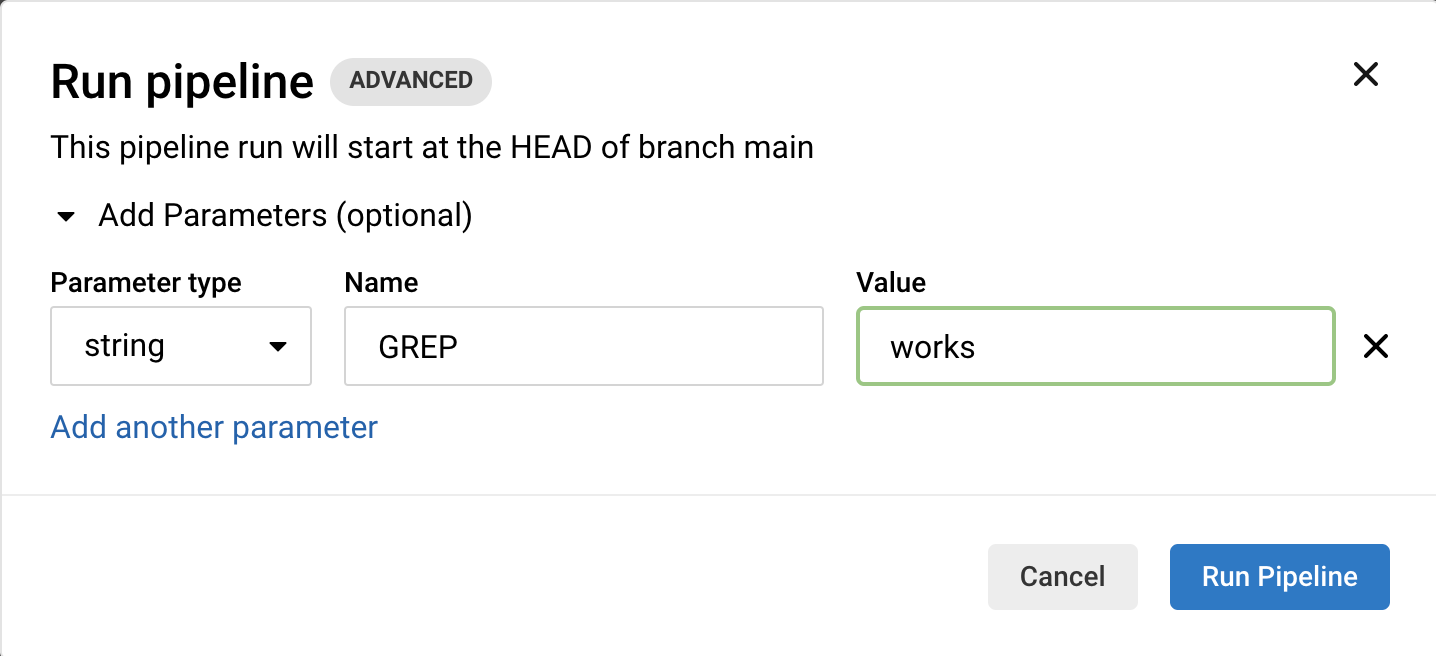 Run pipeline ADVANCED
This pipeline run will start at the HEAD of branch main
Add Parameters (optional)
Parameter type Name Value
string GREP works
Add another parameter
Cancel Run Pipeline